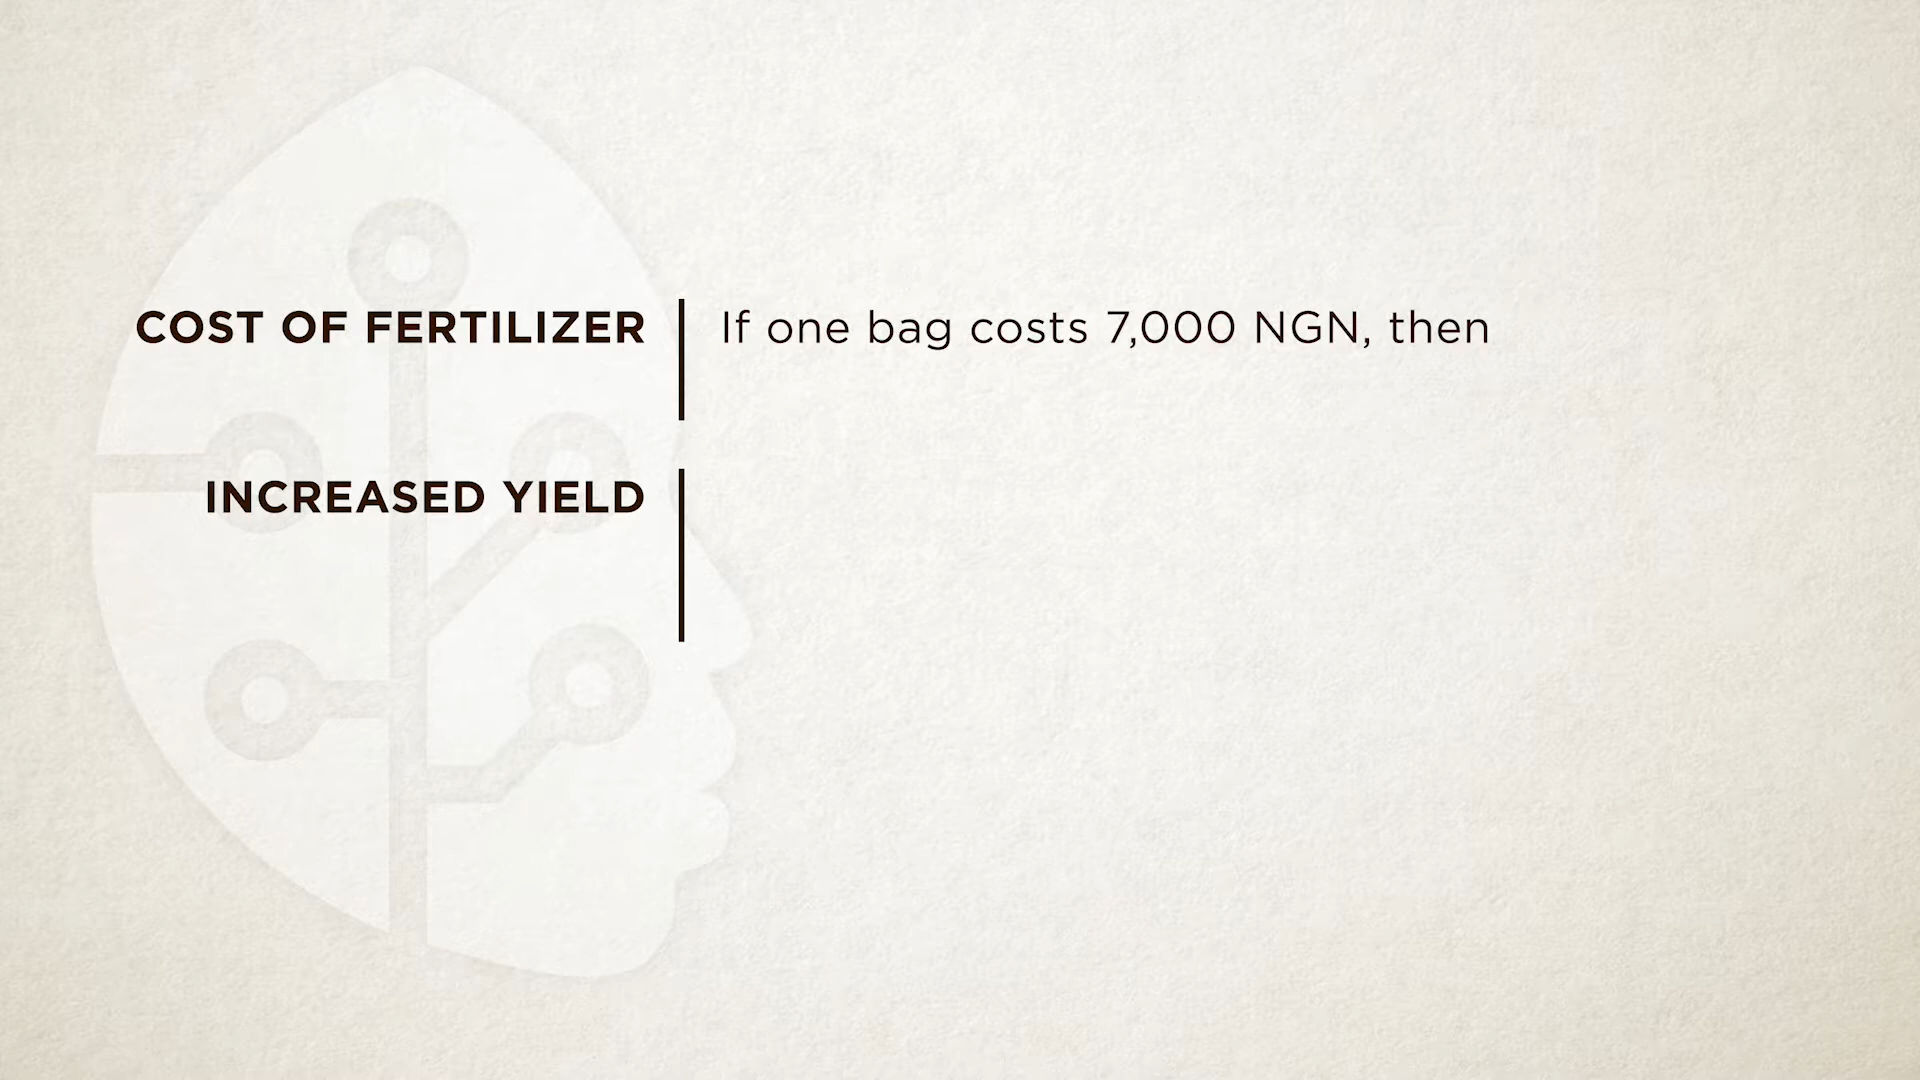 COST OF FERTILIZER
If one bag costs 7,000 NGN, then
INCREASED YIELD